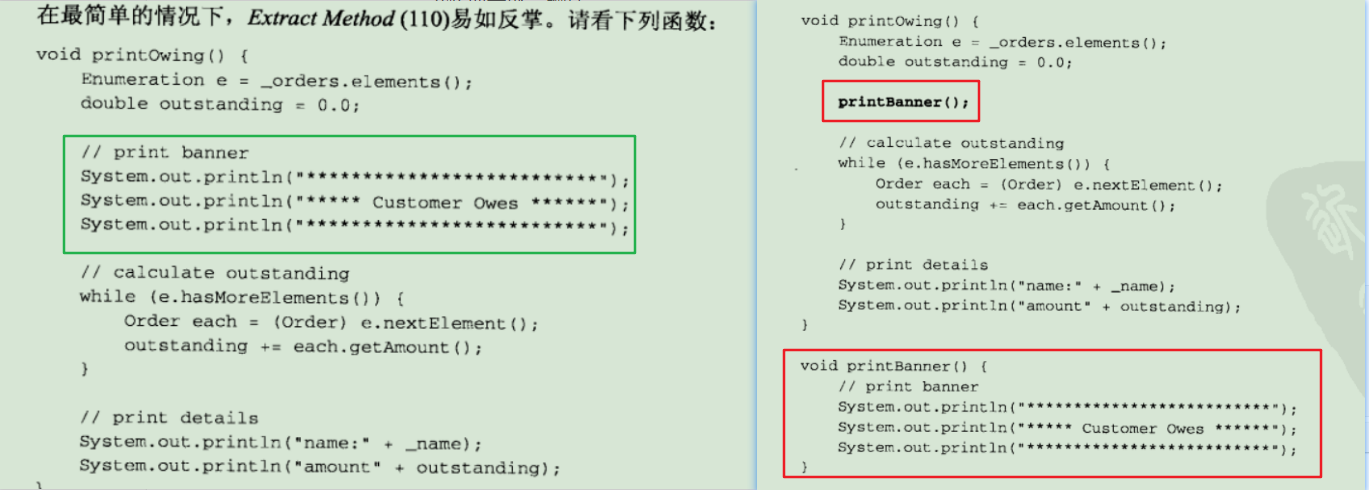 在最简单的情况下，Extract Method (110)易如反掌。请看下列函数：
void printOwing() {
Enumeration e = _orders.elements();
double outstanding = 0.0;
// print banner
System.out.println("**************************");
System.out.println("***** Customer Owes ******");
System.out.println("**************************");
// calculate outstanding
while (e.hasMoreElements()) {
Order each = (Order) e.nextElement();
outstanding += each.getAmount();
}
// print details
System.out.println("name:" + _name);
System.out.println("amount" + outstanding);
}
void printOwing() {
Enumeration e = _orders.elements();
double outstanding = 0.0;
printBanner();
// calculate outstanding
while (e.hasMoreElements()) {
Order each = (Order) e.nextElement();
outstanding += each.getAmount();
}
// print details
System.out.println("name:" + _name);
System.out.println("amount" + outstanding);
}
void printBanner() {
// print banner
System.out.println("**************************");
System.out.println("***** Customer Owes ******");
System.out.println("**************************");
}